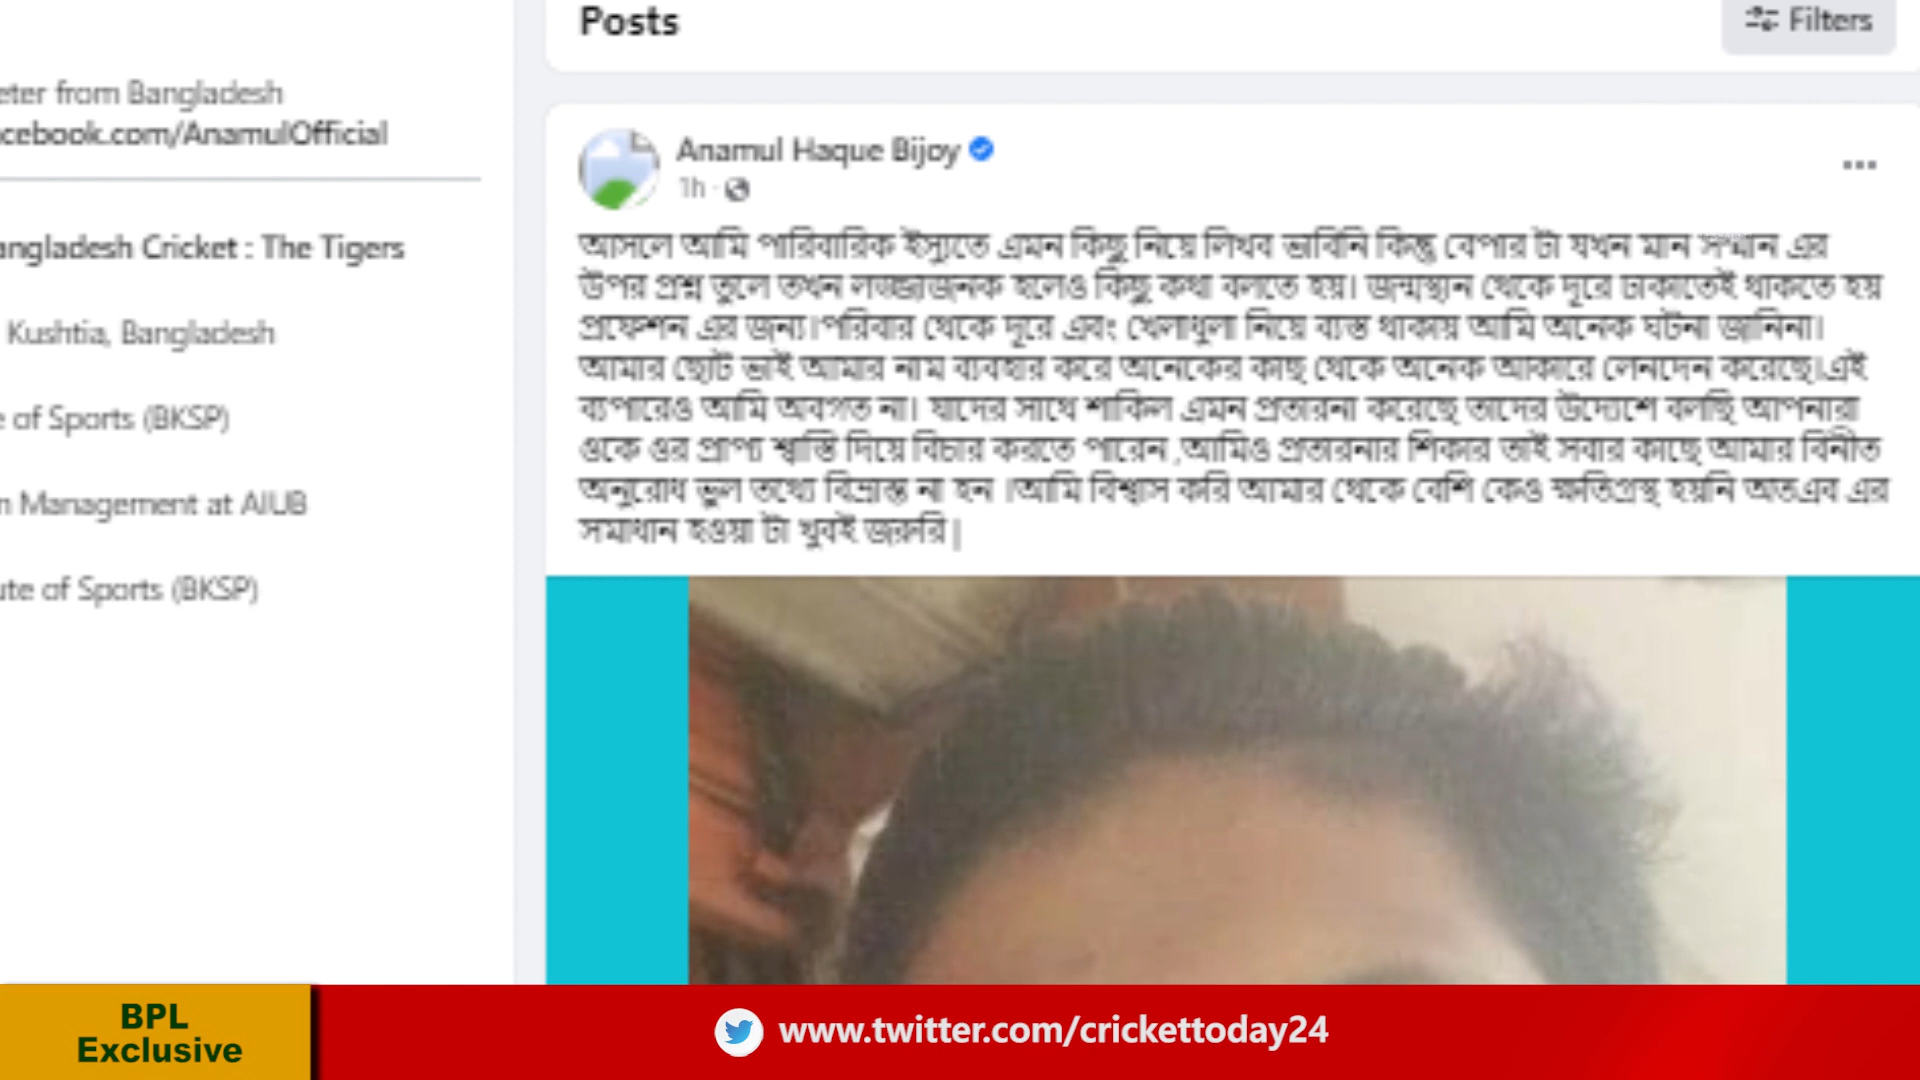 Posts
Filters
eter from Bangladesh
cebook.com/AnamulOfficial
angladesh Cricket : The Tigers
Kushtia, Bangladesh
e of Sports (BKSP)
n Management at AIUB
ute of Sports (BKSP)
Anamul Haque Bijoy
1h ·
আসলে আমি পারিবারিক ইস্যুতে এমন কিছু নিয়ে লিখব ভাবিনি কিন্তু বেপার টা যখন মান সম্মান এর
উপর প্রশ্ন তুলে তখন লজ্জাজনক হলেও কিছু কথা বলতে হয়। জন্মস্থান থেকে দূরে ঢাকাতেই থাকতে হয়
প্রফেশন এর জন্য।পরিবার থেকে দূরে এবং খেলাধুলা নিয়ে ব্যস্ত থাকায় আমি অনেক ঘটনা জানিনা।
আমার ছোট ভাই আমার নাম ব্যবহার করে অনেকের কাছ থেকে অনেক আকারে লেনদেন করেছে।এই
ব্যপারেও আমি অবগত না। যাদের সাথে শাকিল এমন প্রতারনা করেছে তাদের উদ্যেশে বলছি আপনারা
ওকে ওর প্রাপ্য শ্বাস্তি দিয়ে বিচার করতে পারেন ,আমিও প্রতারনার শিকার তাই সবার কাছে আমার বিনীত
অনুরোধ ভুল তথ্যে বিভ্রান্ত না হন ।আমি বিশ্বাস করি আমার থেকে বেশি কেও ক্ষতিগ্রস্থ হয়নি অতএব এর
সমাধান হওয়া টা খুবই জরুরি|
BPL
Exclusive
www.twitter.com/crickettoday24